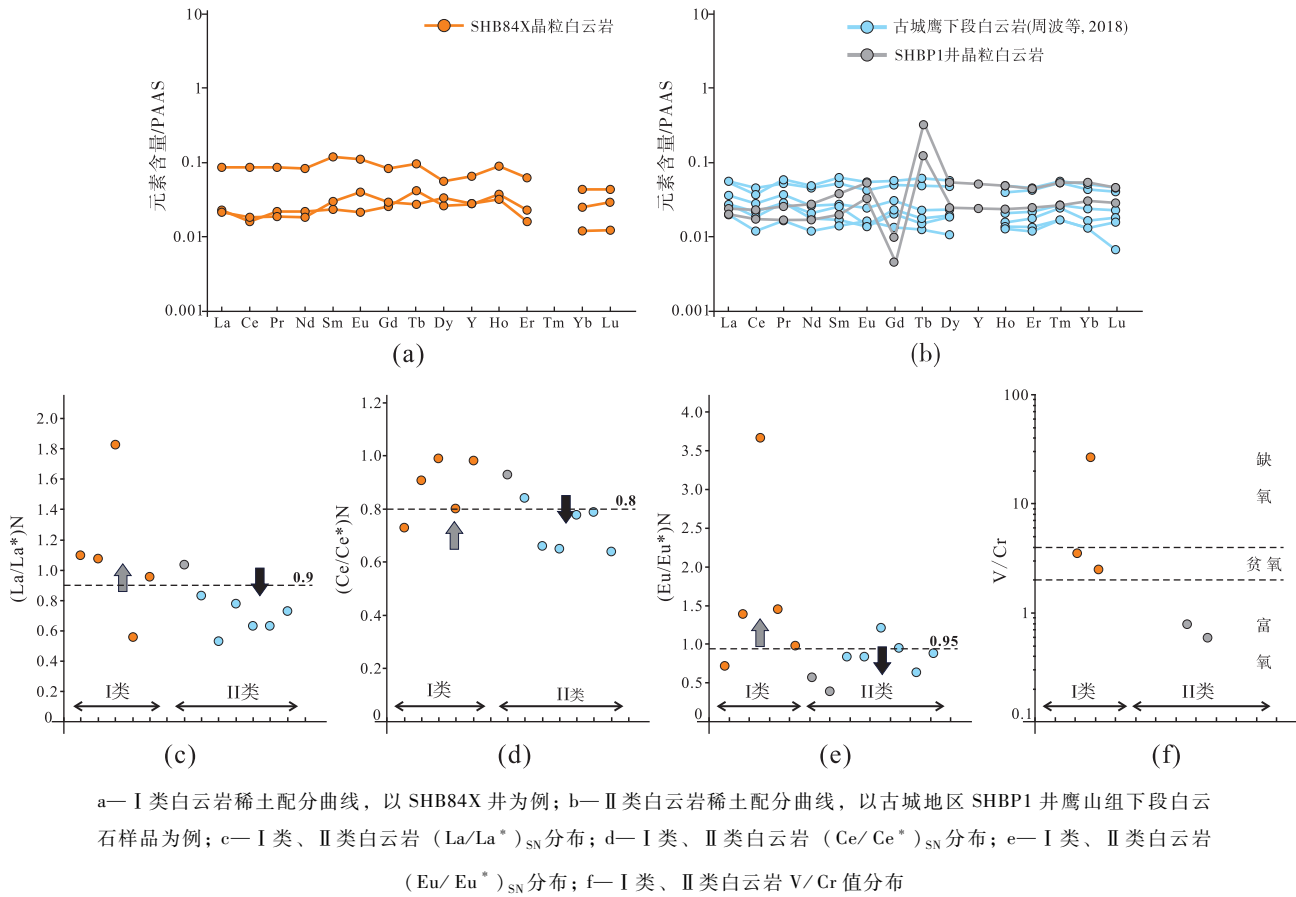 10
1
0.1
0.01
0.001
元素含量/PAAS
SHB84X晶粒白云岩
La Ce Pr Nd Sm Eu Gd Tb Dy Y Ho Er Tm Yb Lu
(a)
10
1
0.1
0.01
0.001
元素含量/PAAS
古城鹰下段白云岩(周波等, 2018)
SHBP1井晶粒白云岩
La Ce Pr Nd Sm Eu Gd Tb Dy Y Ho Er Tm Yb Lu
(b)
2.0
1.8
1.6
1.4
1.2
1.0
0.8
0.6
0.4
0.2
0
(La/La*)N
0.9
I类 II类
(c)
1.2
1.0
0.8
0.6
0.4
0.2
0
(Ce/Ce*)N
0.8
I类 II类
(d)
4.0
3.5
3.0
2.5
2.0
1.5
1.0
0.5
0
(Eu/Eu*)N
0.95
I类 II类
(e)
100
10
1
0.1
V/Cr
缺
氧
贫氧
富
氧
I类 II类
(f)
a—Ⅰ类白云岩稀土配分曲线，以 SHB84X 井为例；b—Ⅱ类白云岩稀土配分曲线，以古城地区 SHBP1 井鹰山组下段白云
石样品为例；c—Ⅰ类、Ⅱ类白云岩（La/La*）SN分布；d—Ⅰ类、Ⅱ类白云岩（Ce/Ce*）SN分布；e—Ⅰ类、Ⅱ类白云岩
（Eu/Eu*）SN分布；f—Ⅰ类、Ⅱ类白云岩 V/Cr 值分布